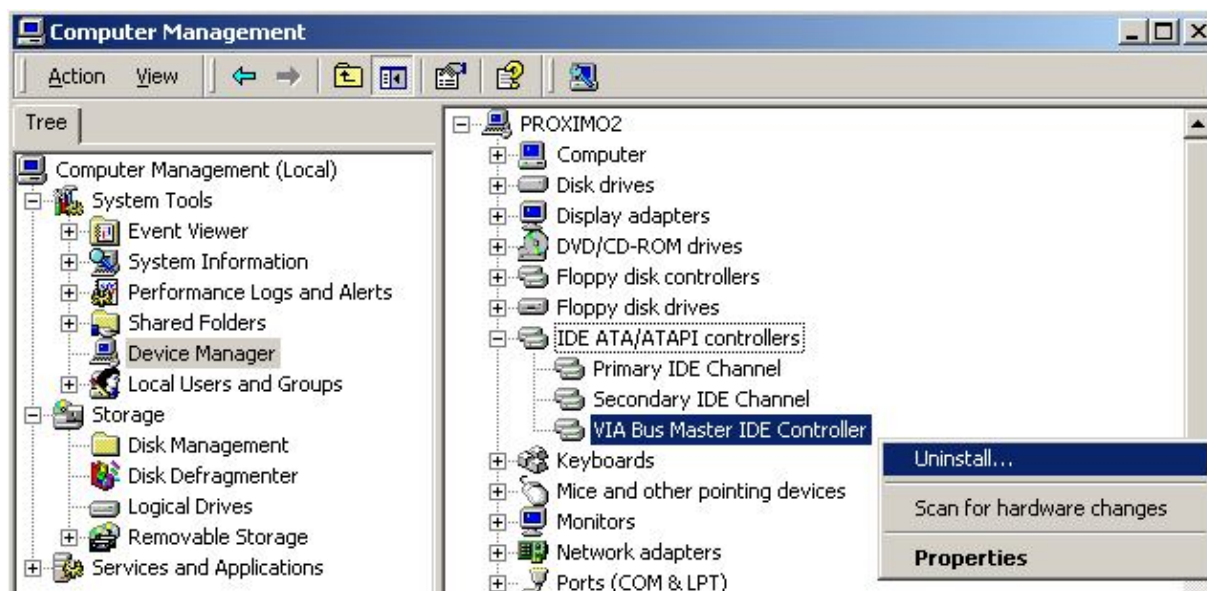 Computer Management
Action View
Tree
Computer Management (Local)
System Tools
Event Viewer
System Information
Performance Logs and Alerts
Shared Folders
Device Manager
Local Users and Groups
Storage
Disk Management
Disk Defragmenter
Logical Drives
Removable Storage
Services and Applications
PROXIMO2
Computer
Disk drives
Display adapters
DVD/CD-ROM drives
Floppy disk controllers
Floppy disk drives
IDE ATA/ATAPI controllers
Primary IDE Channel
Secondary IDE Channel
VIA Bus Master IDE Controller
Keyboards
Mice and other pointing devices
Monitors
Network adapters
Ports (COM & LPT)
Uninstall...
Scan for hardware changes
Properties